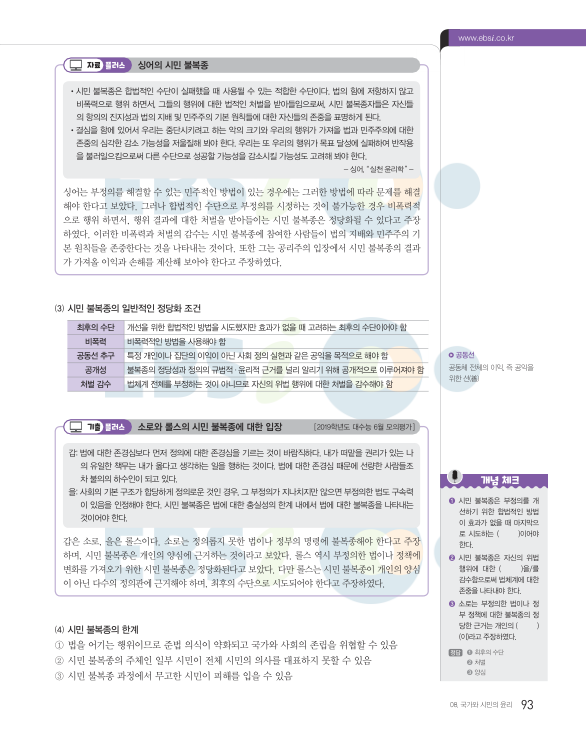 www.ebsi.co.kr
자료 플러스 싱어의 시민 불복종
• 시민 불복종은 합법적인 수단이 실패했을 때 사용될 수 있는 적합한 수단이다. 법의 힘에 저항하지 않고
비폭력으로 행위 하면서, 그들의 행위에 대한 법적인 처벌을 받아들임으로써, 시민 불복종자들은 자신들
의 항의의 진지성과 법의 지배 및 민주주의 기본 원칙들에 대한 자신들의 존중을 표명하게 된다.
• 결심을 함에 있어서 우리는 중단시키려고 하는 악의 크기와 우리의 행위가 가져올 법과 민주주의에 대한
존중의 심각한 감소 가능성을 저울질해 봐야 한다. 우리는 또 우리의 행위가 목표 달성에 실패하여 반작용
을 불러일으킴으로써 다른 수단으로 성공할 가능성을 감소시킬 가능성도 고려해 봐야 한다.
– 싱어, “실천 윤리학” –
싱어는 부정의를 해결할 수 있는 민주적인 방법이 있는 경우에는 그러한 방법에 따라 문제를 해결
해야 한다고 보았다. 그러나 합법적인 수단으로 부정의를 시정하는 것이 불가능한 경우 비폭력적
으로 행위 하면서, 행위 결과에 대한 처벌을 받아들이는 시민 불복종은 정당화될 수 있다고 주장
하였다. 이러한 비폭력과 처벌의 감수는 시민 불복종에 참여한 사람들이 법의 지배와 민주주의 기
본 원칙들을 존중한다는 것을 나타내는 것이다. 또한 그는 공리주의 입장에서 시민 불복종의 결과
가 가져올 이익과 손해를 계산해 보아야 한다고 주장하였다.
(3) 시민 불복종의 일반적인 정당화 조건
최후의 수단 개선을 위한 합법적인 방법을 시도했지만 효과가 없을 때 고려하는 최후의 수단이어야 함
비폭력 비폭력적인 방법을 사용해야 함
공동선 추구 특정 개인이나 집단의 이익이 아닌 사회 정의 실현과 같은 공익을 목적으로 해야 함
공개성 불복종의 정당성과 정의의 규범적·윤리적 근거를 널리 알리기 위해 공개적으로 이루어져야 함
처벌 감수 법체계 전체를 부정하는 것이 아니므로 자신의 위법 행위에 대한 처벌을 감수해야 함
공동선
공동체 전체의 이익, 즉 공익을
위한 선(善)
기출 플러스 소로와 롤스의 시민 불복종에 대한 입장 [2019학년도 대수능 6월 모의평가]
갑: 법에 대한 존경심보다 먼저 정의에 대한 존경심을 기르는 것이 바람직하다. 내가 떠맡을 권리가 있는 나
의 유일한 책무는 내가 옳다고 생각하는 일을 행하는 것이다. 법에 대한 존경심 때문에 선량한 사람들조
차 불의의 하수인이 되고 있다.
을: 사회의 기본 구조가 합당하게 정의로운 것인 경우, 그 부정의가 지나치지만 않으면 부정의한 법도 구속력
이 있음을 인정해야 한다. 시민 불복종은 법에 대한 충실성의 한계 내에서 법에 대한 불복종을 나타내는
것이어야 한다.
갑은 소로, 을은 롤스이다. 소로는 정의롭지 못한 법이나 정부의 명령에 불복종해야 한다고 주장
하며, 시민 불복종은 개인의 양심에 근거하는 것이라고 보았다. 롤스 역시 부정의한 법이나 정책에
변화를 가져오기 위한 시민 불복종은 정당화된다고 보았다. 다만 롤스는 시민 불복종이 개인의 양심
이 아닌 다수의 정의관에 근거해야 하며, 최후의 수단으로 시도되어야 한다고 주장하였다.
(4) 시민 불복종의 한계
① 법을 어기는 행위이므로 준법 의식이 약화되고 국가와 사회의 존립을 위협할 수 있음
② 시민 불복종의 주체인 일부 시민이 전체 시민의 의사를 대표하지 못할 수 있음
③ 시민 불복종 과정에서 무고한 시민이 피해를 입을 수 있음
개념 체크
❶ 시민 불복종은 부정의를 개
선하기 위한 합법적인 방법
이 효과가 없을 때 마지막으
로 시도하는 ( )이어야
한다.
❷ 시민 불복종은 자신의 위법
행위에 대한 ( )을/를
감수함으로써 법체계에 대한
존중을 나타내야 한다.
❸ 소로는 부정의한 법이나 정
부 정책에 대한 불복종의 정
당한 근거는 개인의 ( )
(이)라고 주장하였다.
정답 ❶ 최후의 수단
❷ 처벌
❸ 양심
08. 국가와 시민의 윤리 93